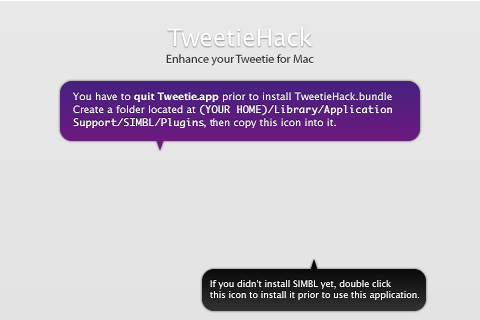 TweetieHack
Enhance your Tweetie for Mac
You have to quit Tweetie.app prior to install TweetieHack.bundle
Create a folder located at (YOUR HOME)/Library/Application
Support/SIMBL/Plugins, then copy this icon into it.
If you didn't install SIMBL yet, double click
this icon to install it prior to use this application.